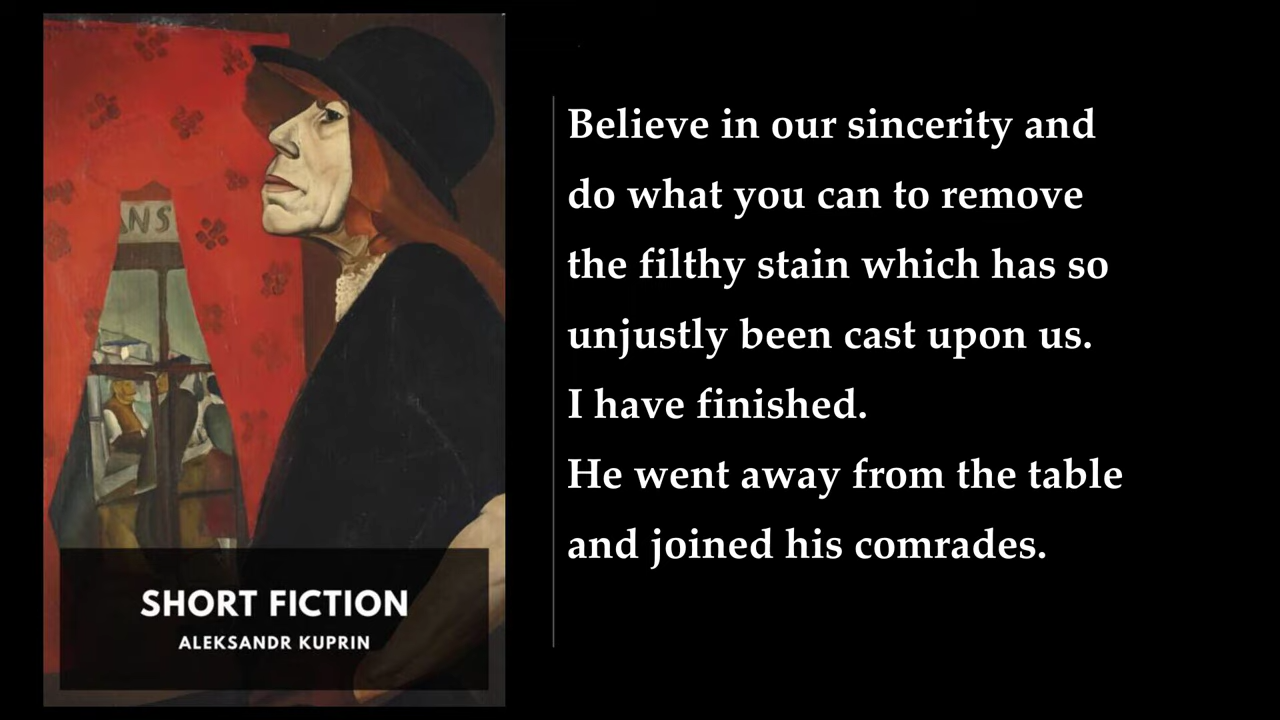 NS
SHORT FICTION
ALEKSANDR KUPRIN
Believe in our sincerity and
do what you can to remove
the filthy stain which has so
unjustly been cast upon us.
I have finished.
He went away from the table
and joined his comrades.